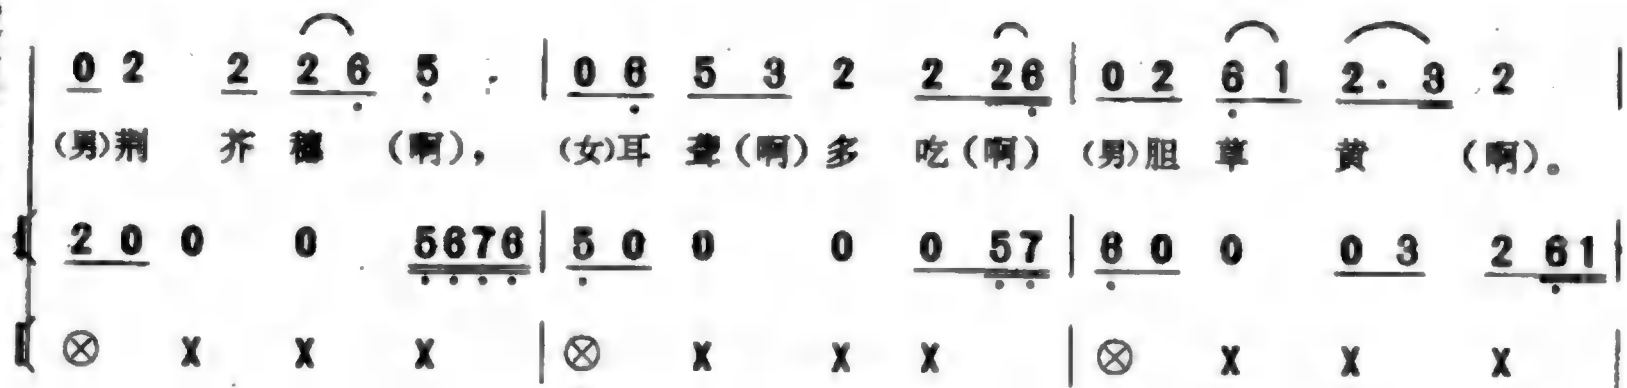 0 2 2 2 6 5 . | 0 6 5 3 2 2 26 | 0 2 6 1 2 · 3 2 |
(男)荆 芥 穗 (啊), (女)耳 聋(啊)多 吃(啊) (男)胆 草 黄 (啊)。
2 0 0 0 5676 | 5 0 0 0 0 57 | 6 0 0 0 3 2 61 |
⊗ X X X | ⊗ X X X | ⊗ X X X |